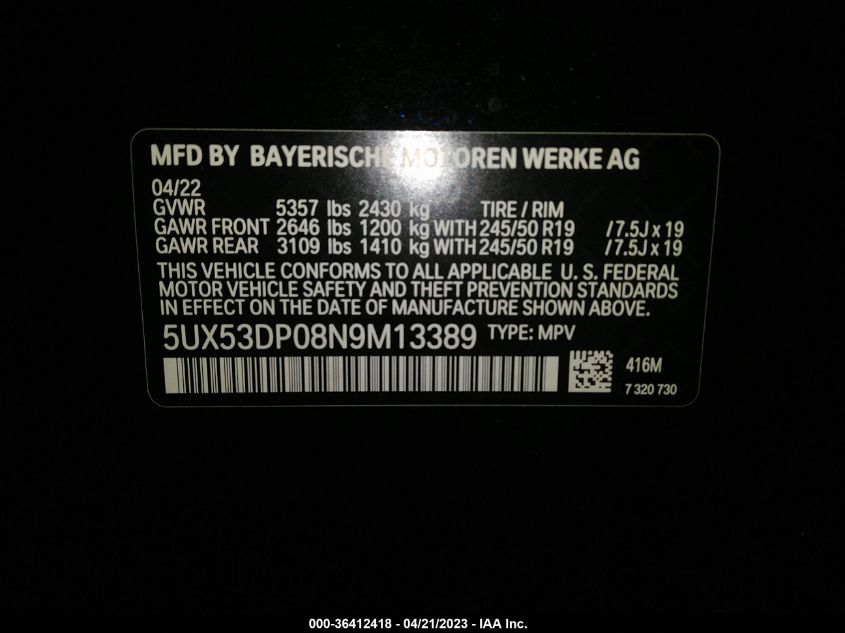 MFD BY BAYERISCHE MOTOREN WERKE AG
04/22
GVWR 5357 lbs 2430 kg TIRE / RIM
GAWR FRONT 2646 lbs 1200 kg WITH 245/50 R19 / 7.5J x 19
GAWR REAR 3109 lbs 1410 kg WITH 245/50 R19 / 7.5J x 19
THIS VEHICLE CONFORMS TO ALL APPLICABLE U. S. FEDERAL
MOTOR VEHICLE SAFETY AND THEFT PREVENTION STANDARDS
IN EFFECT ON THE DATE OF MANUFACTURE SHOWN ABOVE.
5UX53DP08N9M13389 TYPE: MPV
416M
7 320 730
000-36412418 | 04/21/2023 - IAA Inc.